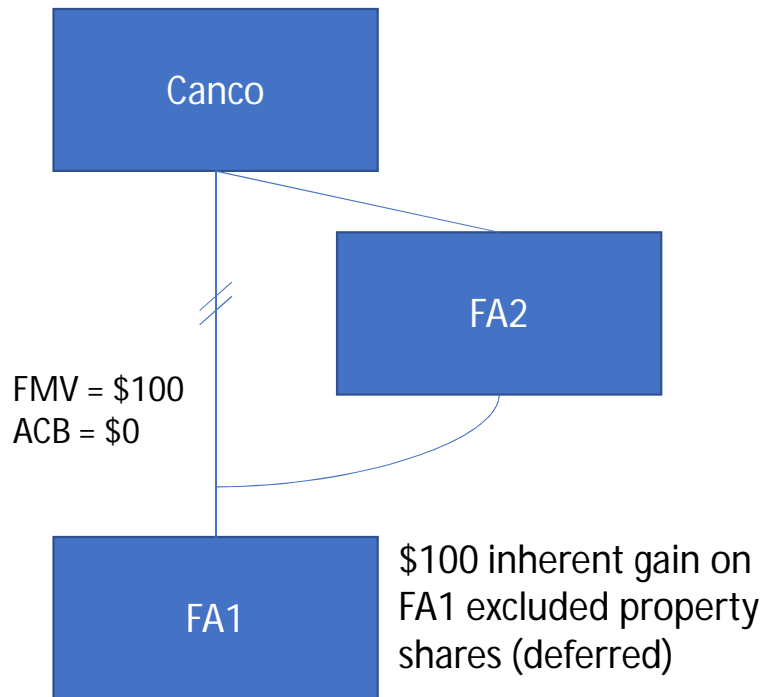 Canco
FA2
FMV = $100
ACB = $0
FA1
$100 inherent gain on
FA1 excluded property
shares (deferred)